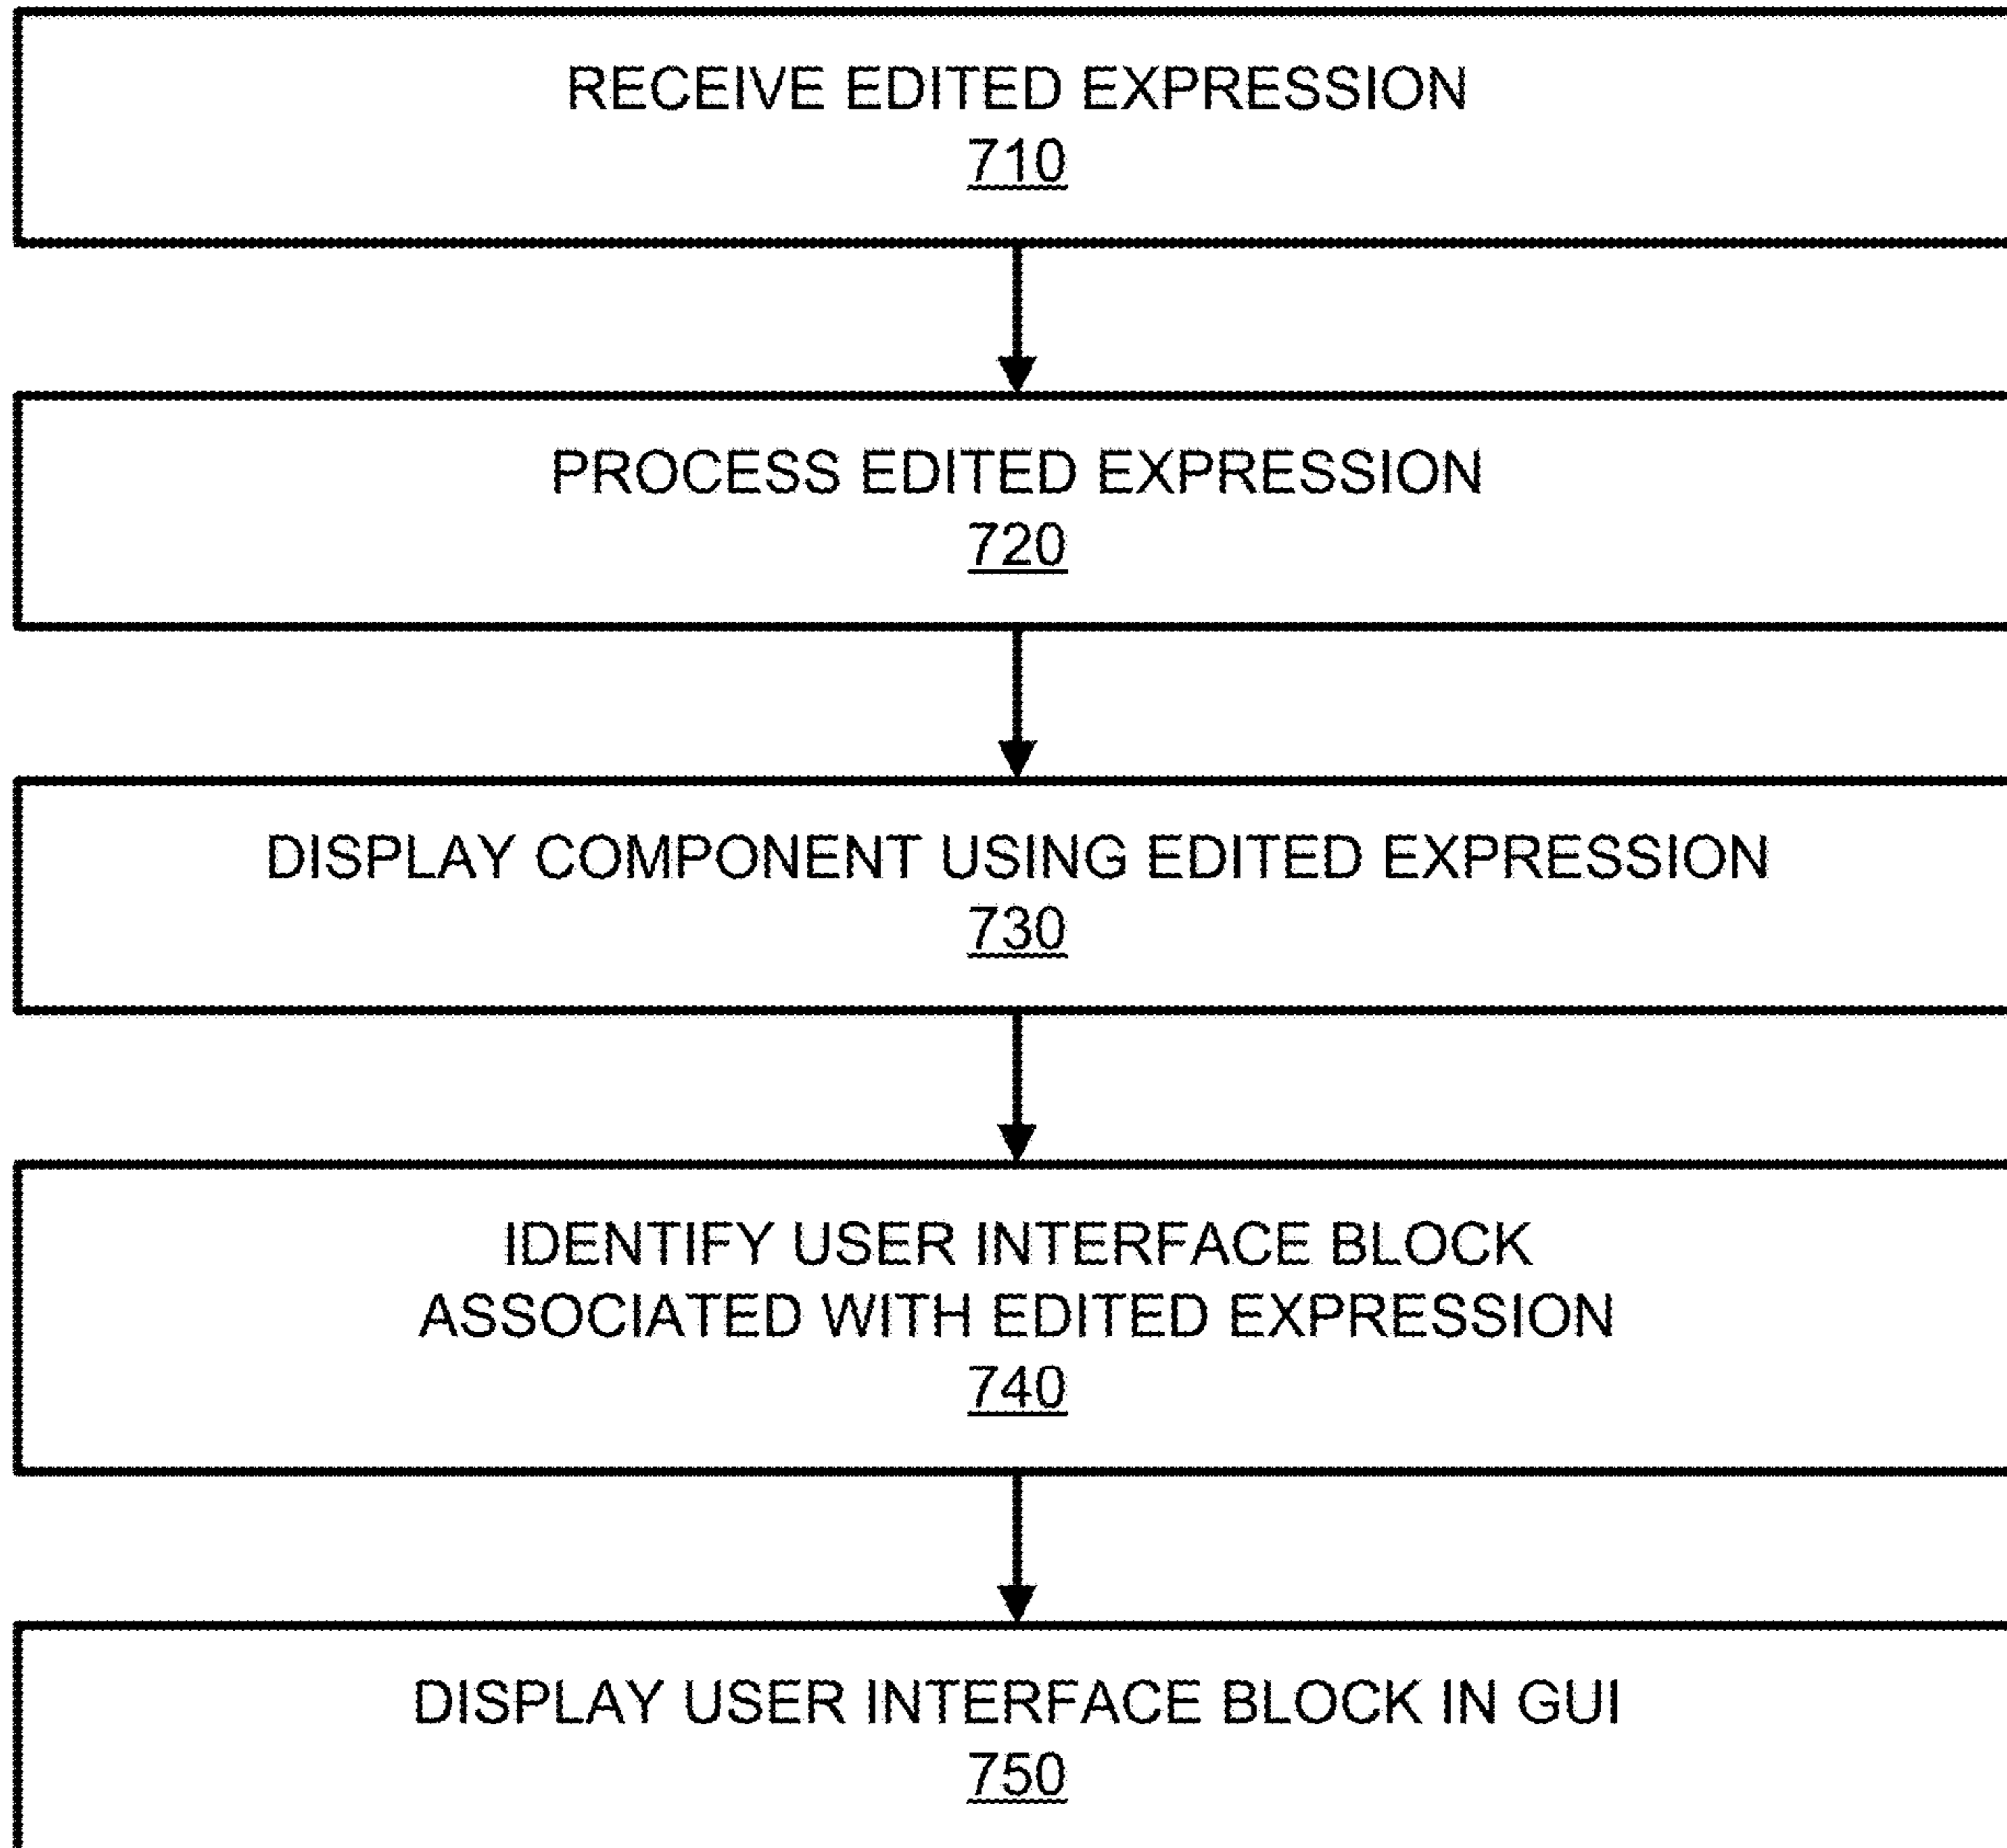 RECEIVE EDITED EXPRESSION
710
PROCESS EDITED EXPRESSION
720
DISPLAY COMPONENT USING EDITED EXPRESSION
730
IDENTIFY USER INTERFACE BLOCK
ASSOCIATED WITH EDITED EXPRESSION
740
DISPLAY USER INTERFACE BLOCK IN GUI
750